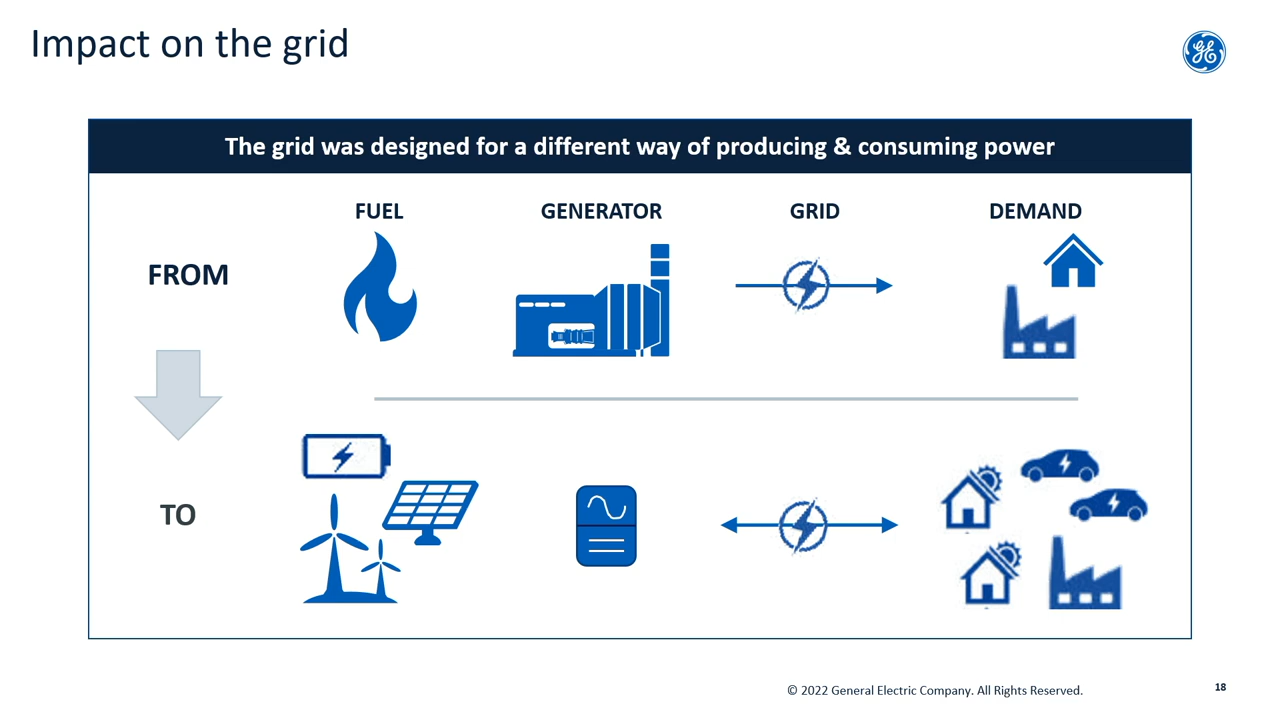 Impact on the grid
The grid was designed for a different way of producing & consuming power
FUEL
GENERATOR
GRID
DEMAND
FROM
TO
© 2022 General Electric Company. All Rights Reserved.
18